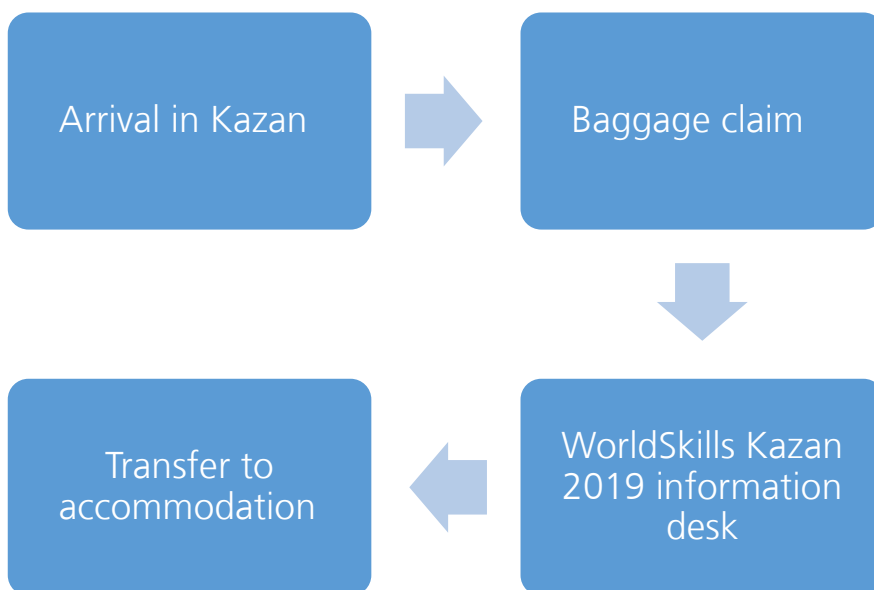 Arrival in Kazan
Baggage claim
WorldSkills Kazan
2019 information
desk
Transfer to
accommodation